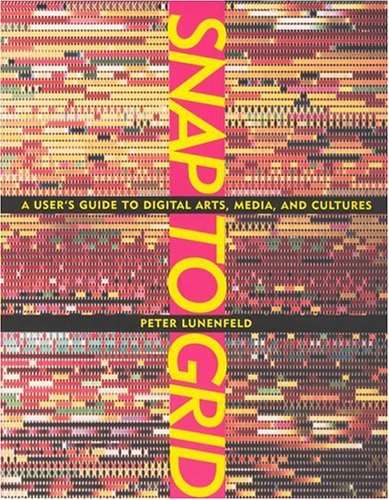 SNAP TO GRID
A USER'S GUIDE TO DIGITAL ARTS, MEDIA, AND CULTURES
PETER LUNENFELD